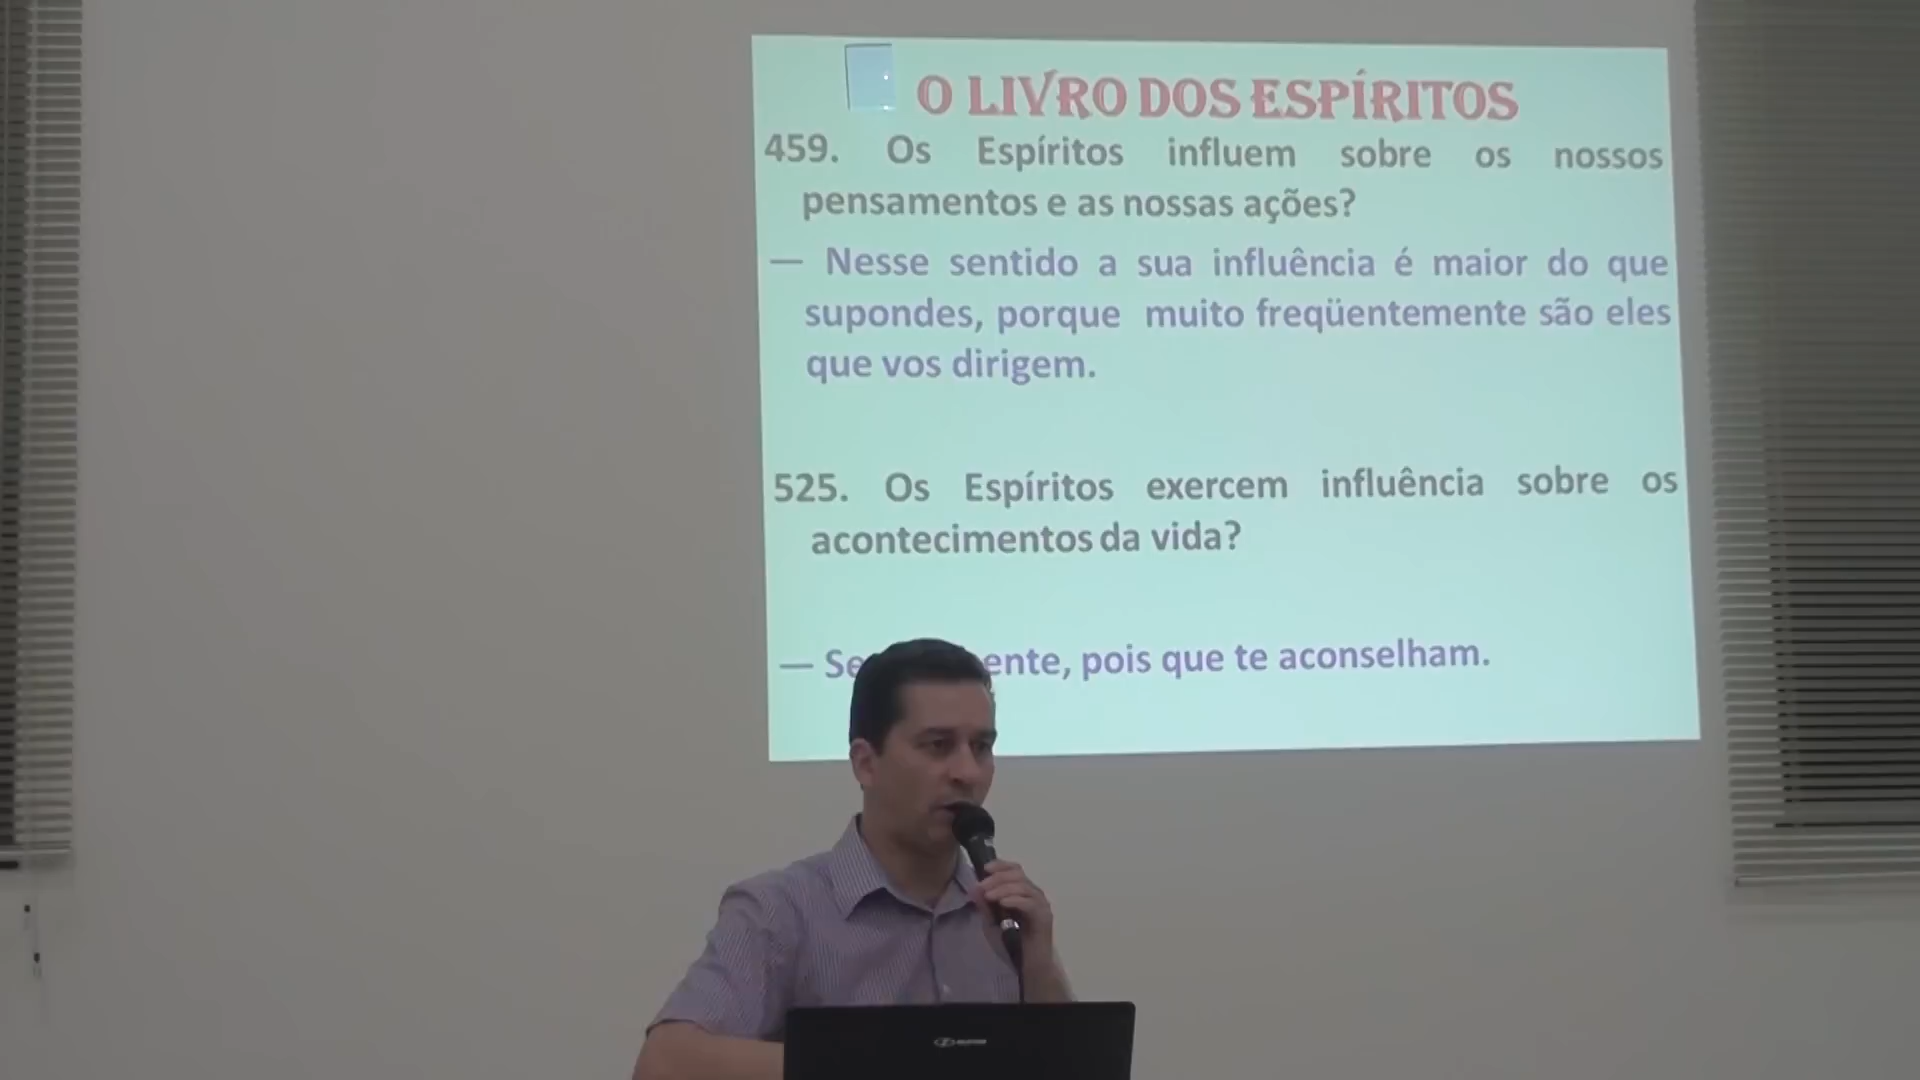 O LIVRO DOS ESPÍRITOS
459. Os Espíritos influem sobre os nossos
pensamentos e as nossas ações?
— Nesse sentido a sua influência é maior do que
supondes, porque muito freqüentemente são eles
que vos dirigem.
525. Os Espíritos exercem influência sobre os
acontecimentos da vida?
— pois que te aconselham.